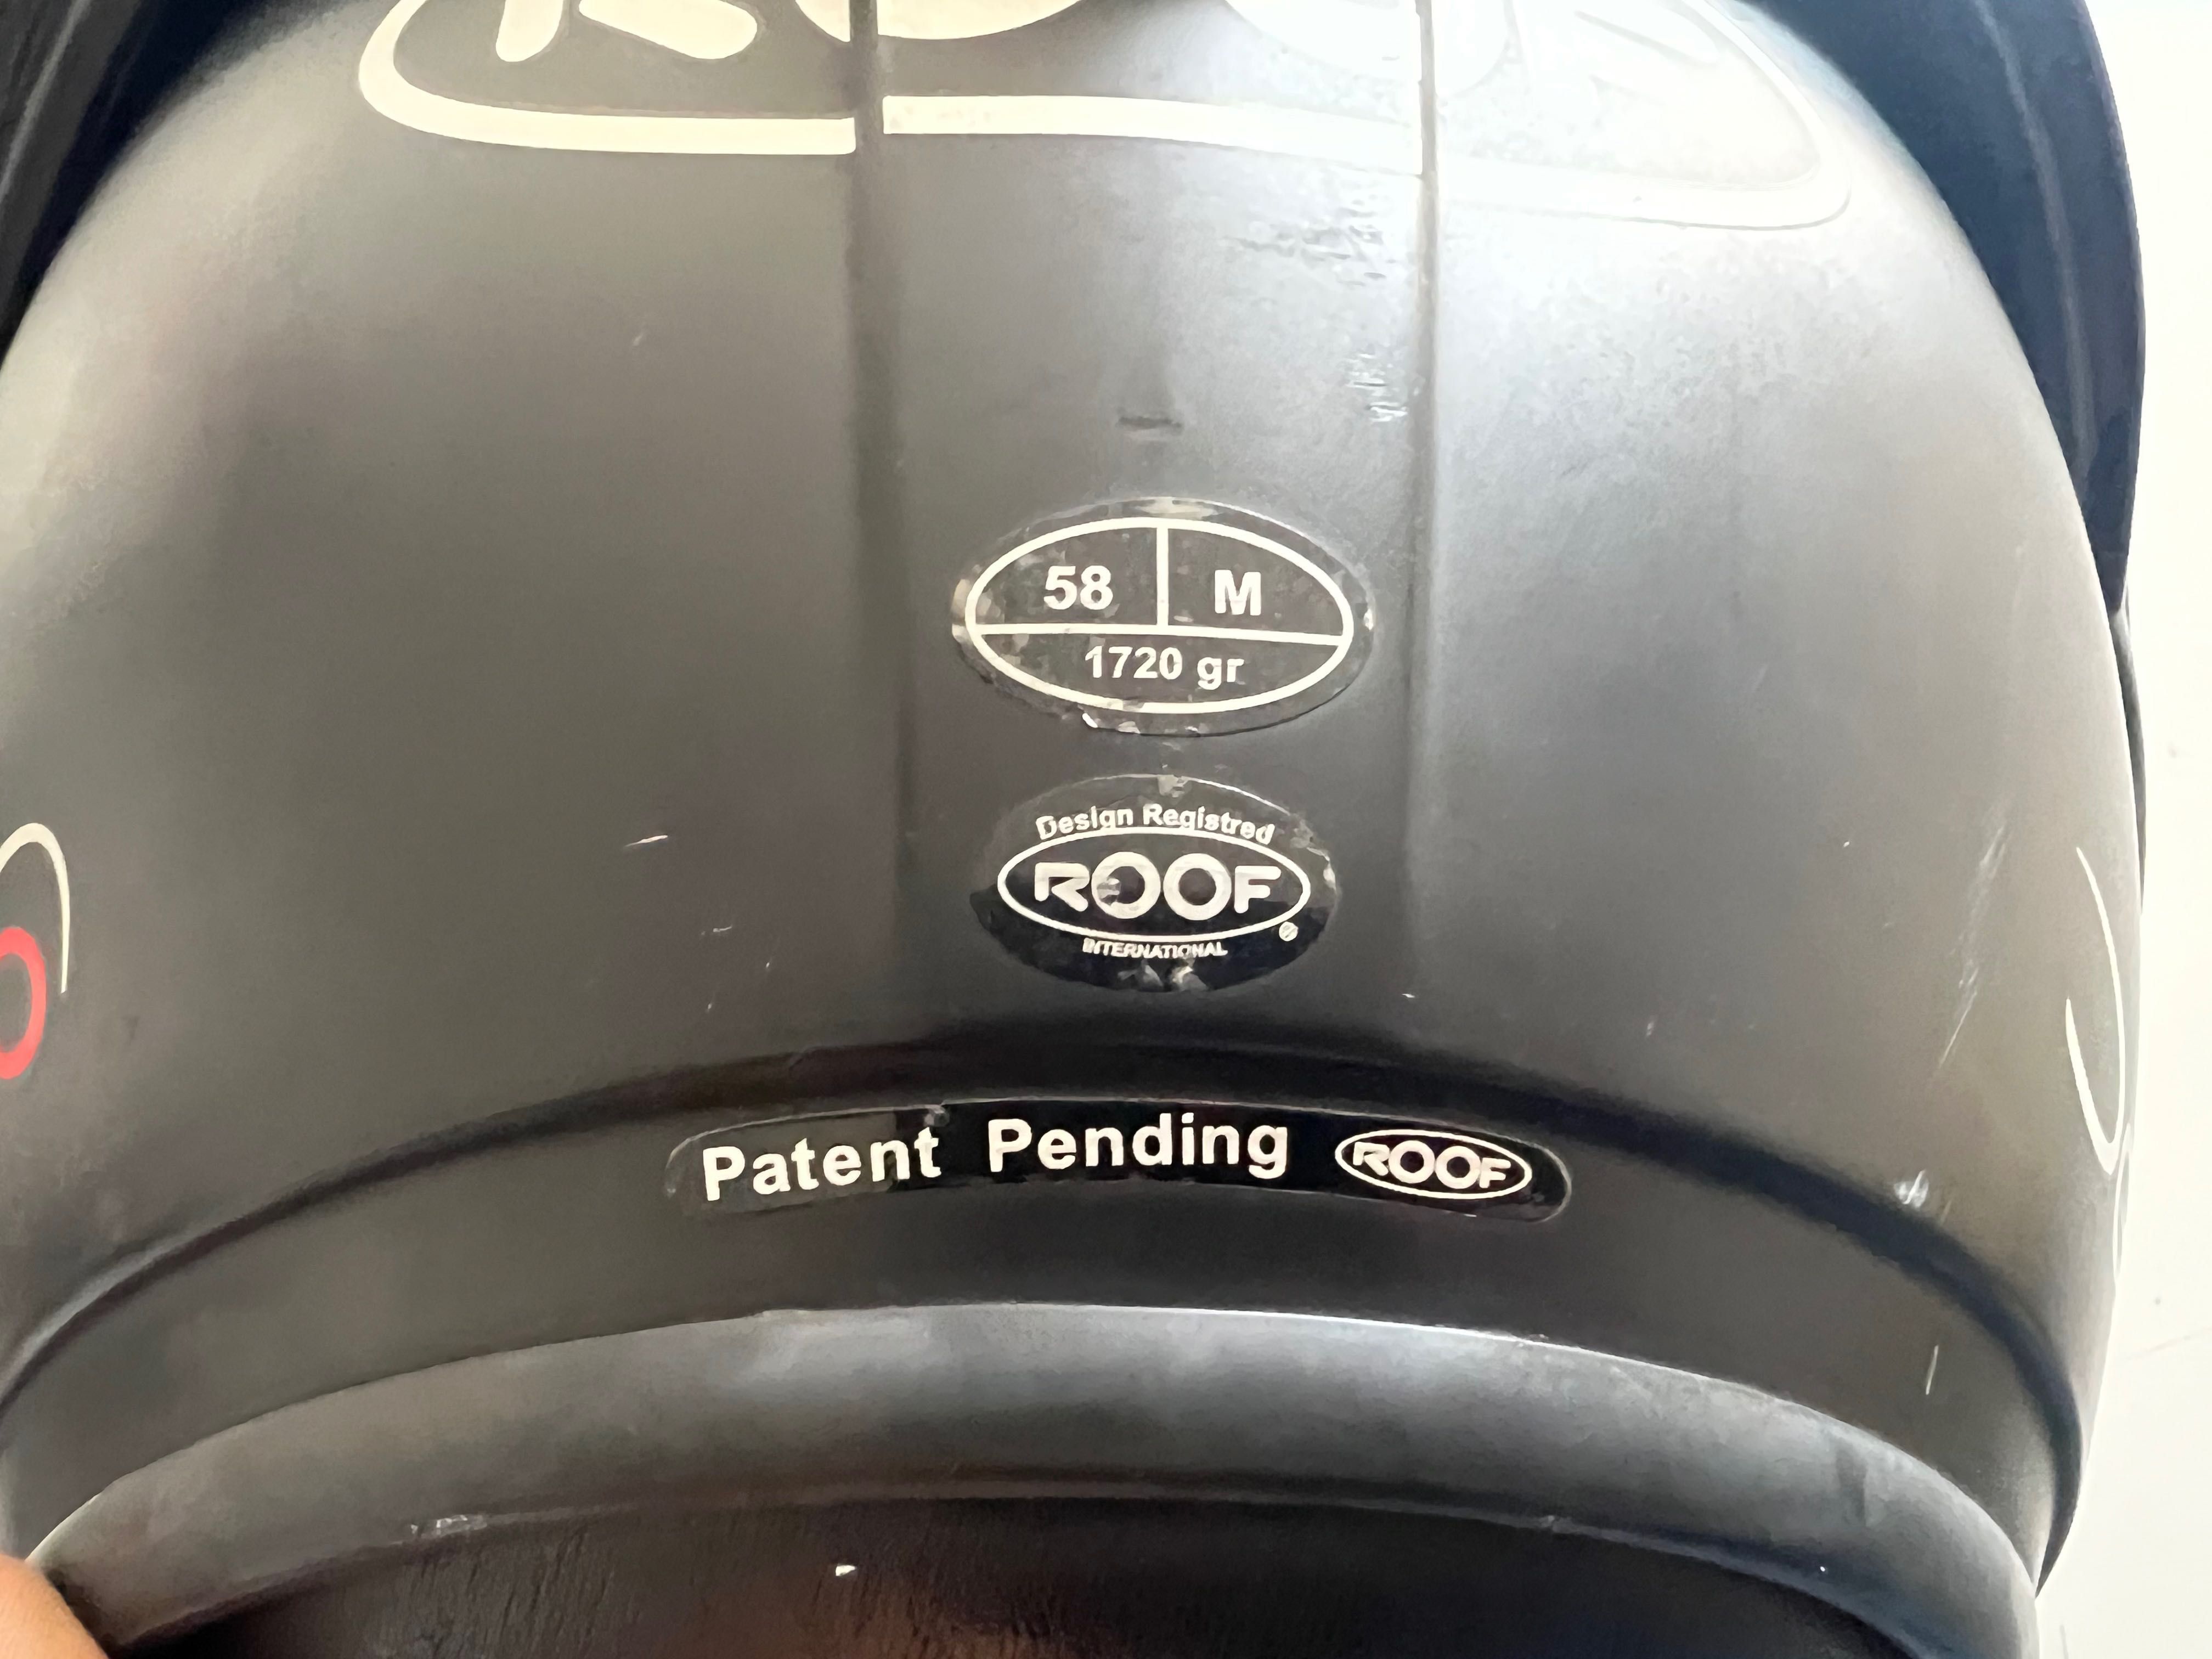 58 M
1720 gr
Design Registred
ROOF
®
INTERNATIONAL
Patent Pending ROOF